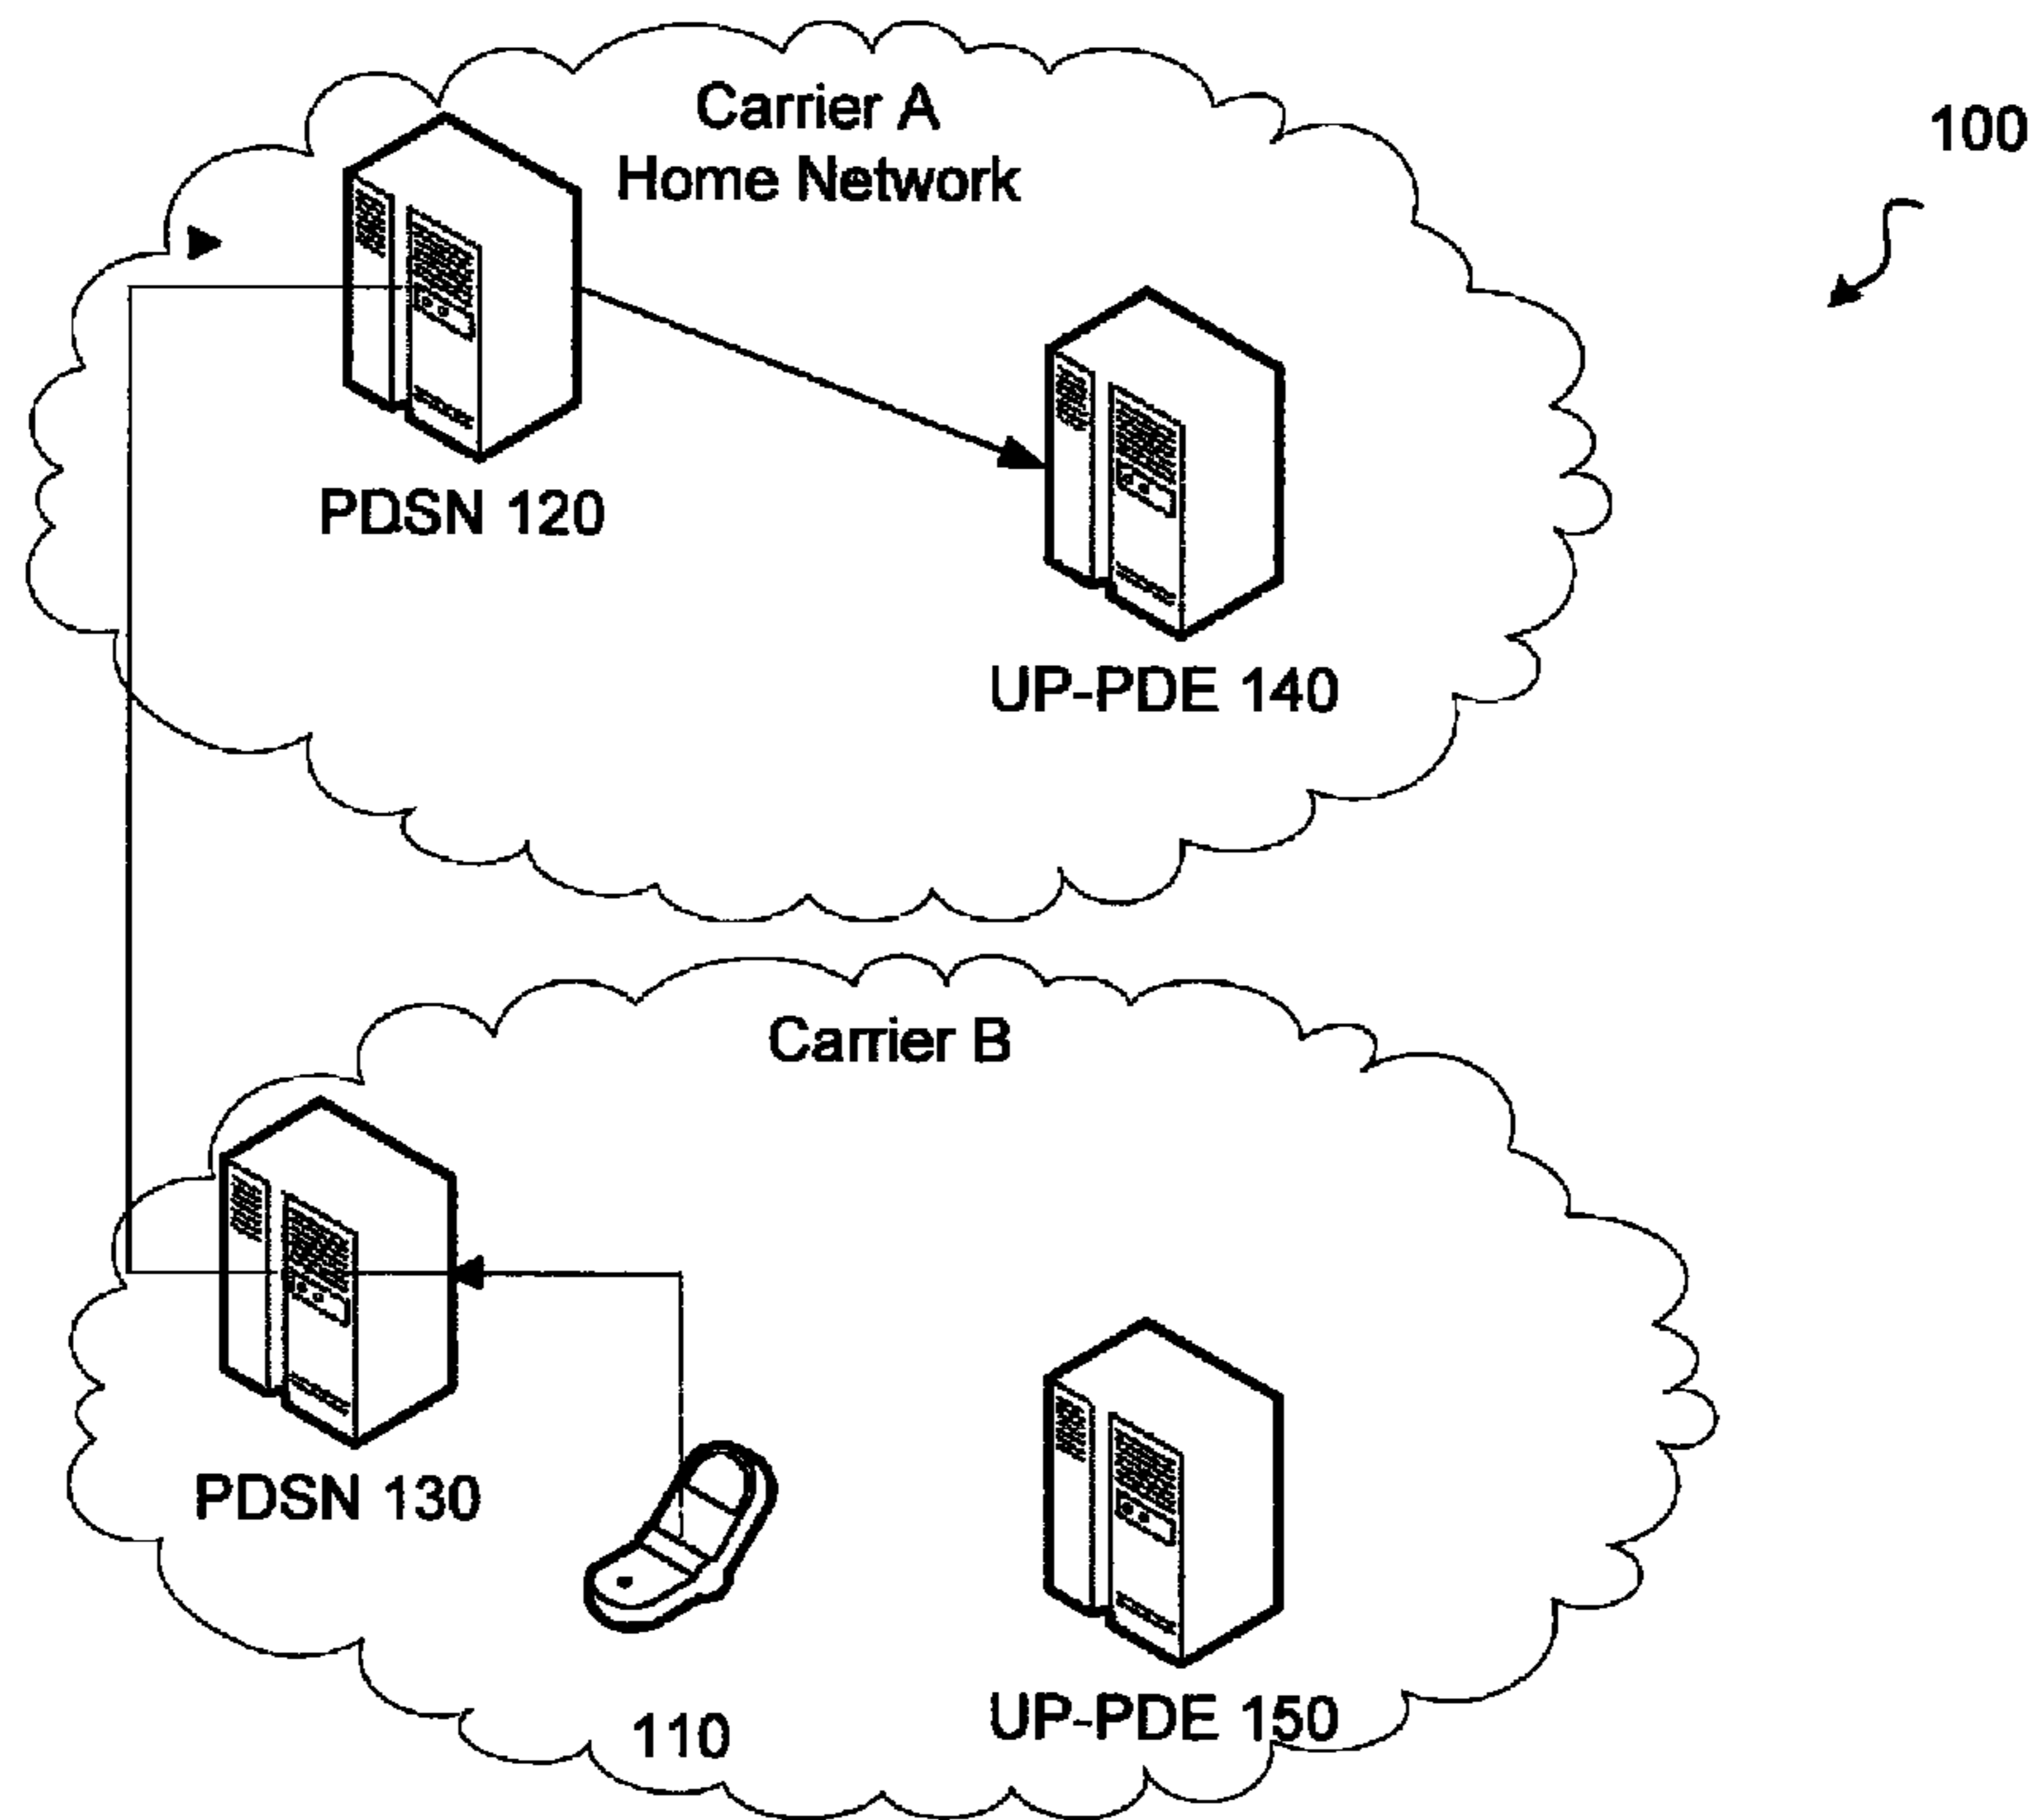 Carrier A
Home Network
100
PDSN 120
UP-PDE 140
Carrier B
PDSN 130
110
UP-PDE 150